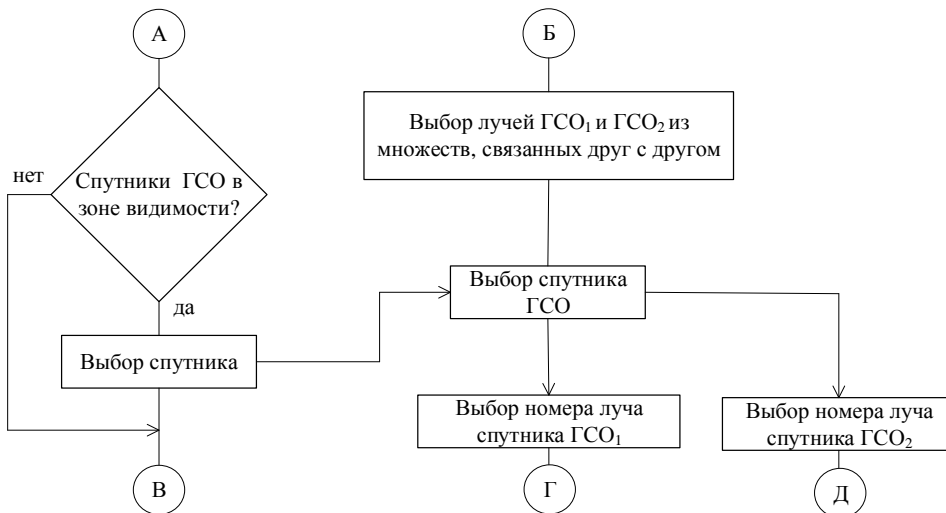 А
Б
Выбор лучей ГСО₁ и ГСО₂ из
множеств, связанных друг с другом
нет
Спутники ГСО в
зоне видимости?
да
Выбор спутника
ГСО
Выбор спутника
Выбор номера луча
спутника ГСО₁
Выбор номера луча
спутника ГСО₂
В
Г
Д